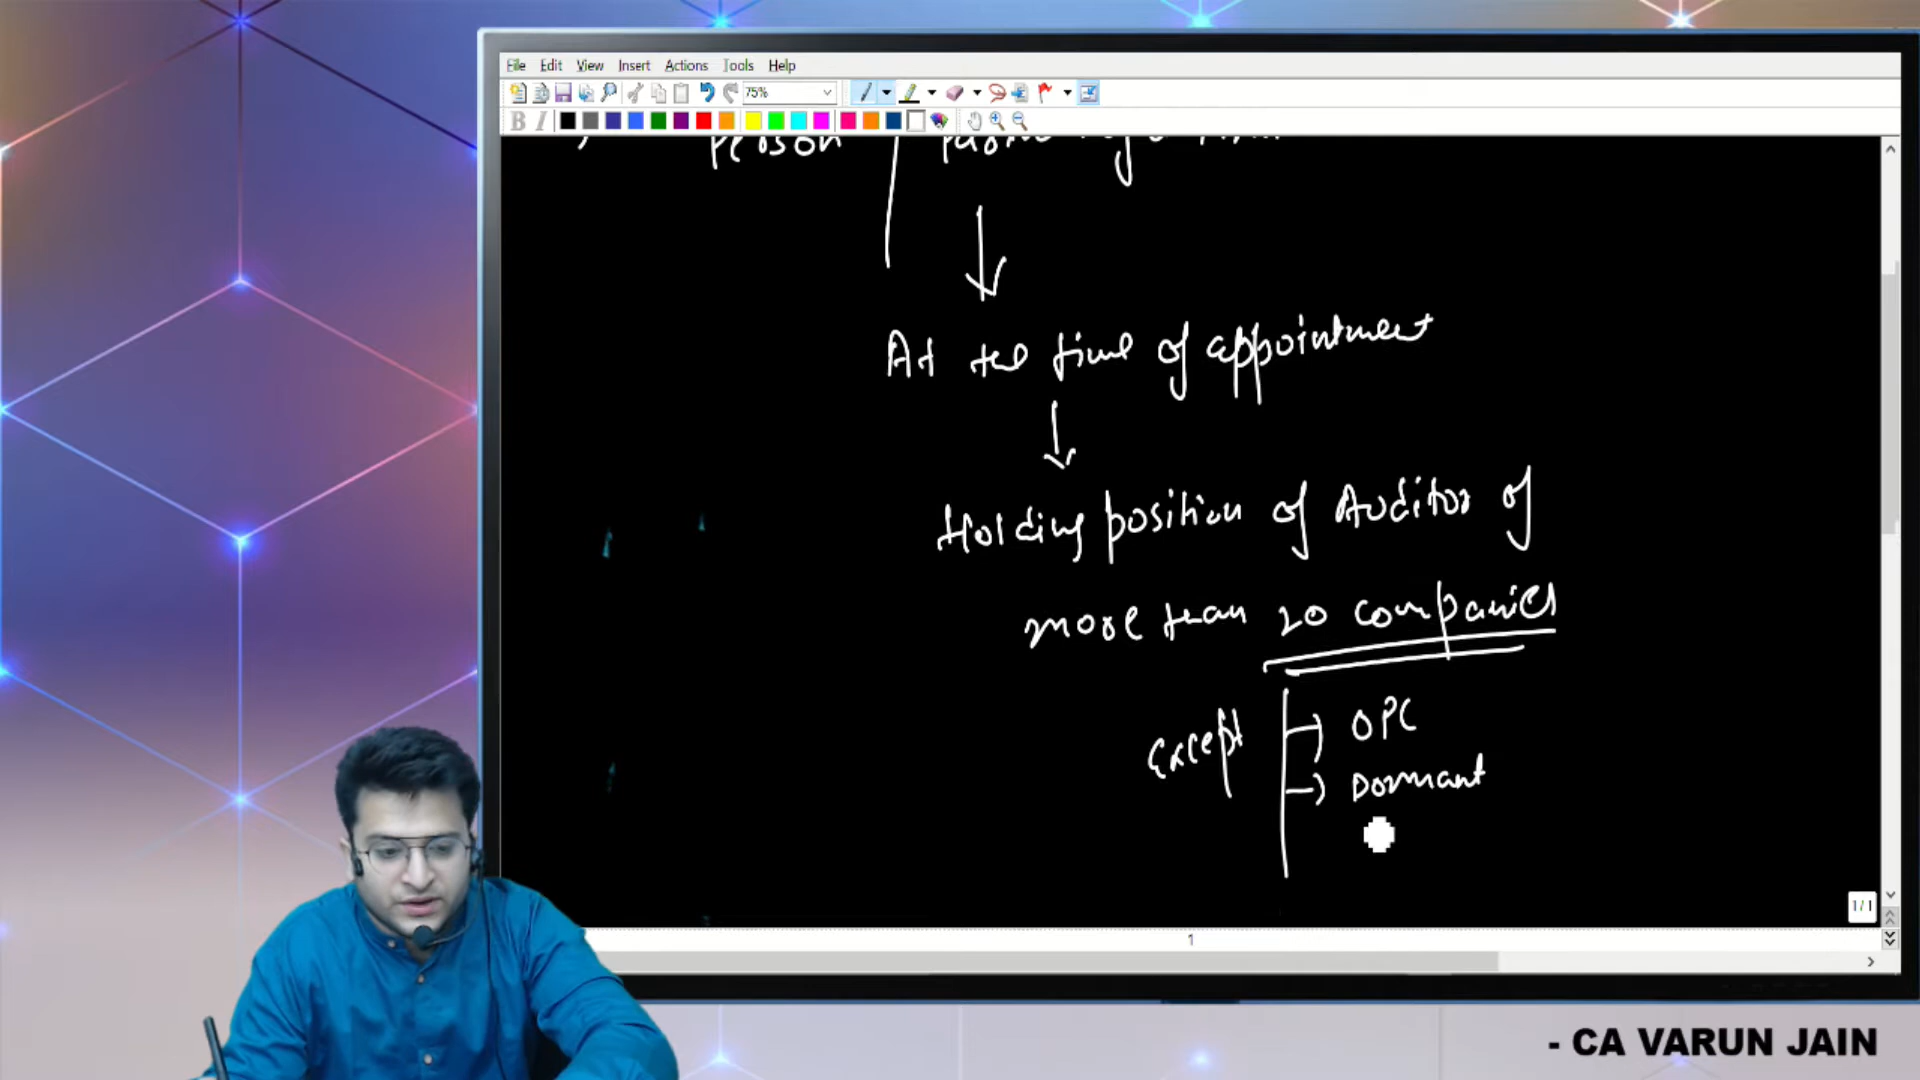 File Edit View Insert Actions Tools Help
75%
B I
person
At the time of appointment
Holding position of Auditor of
more than 20 companies
Except
OPC
Dormant
1/1
1
- CA VARUN JAIN